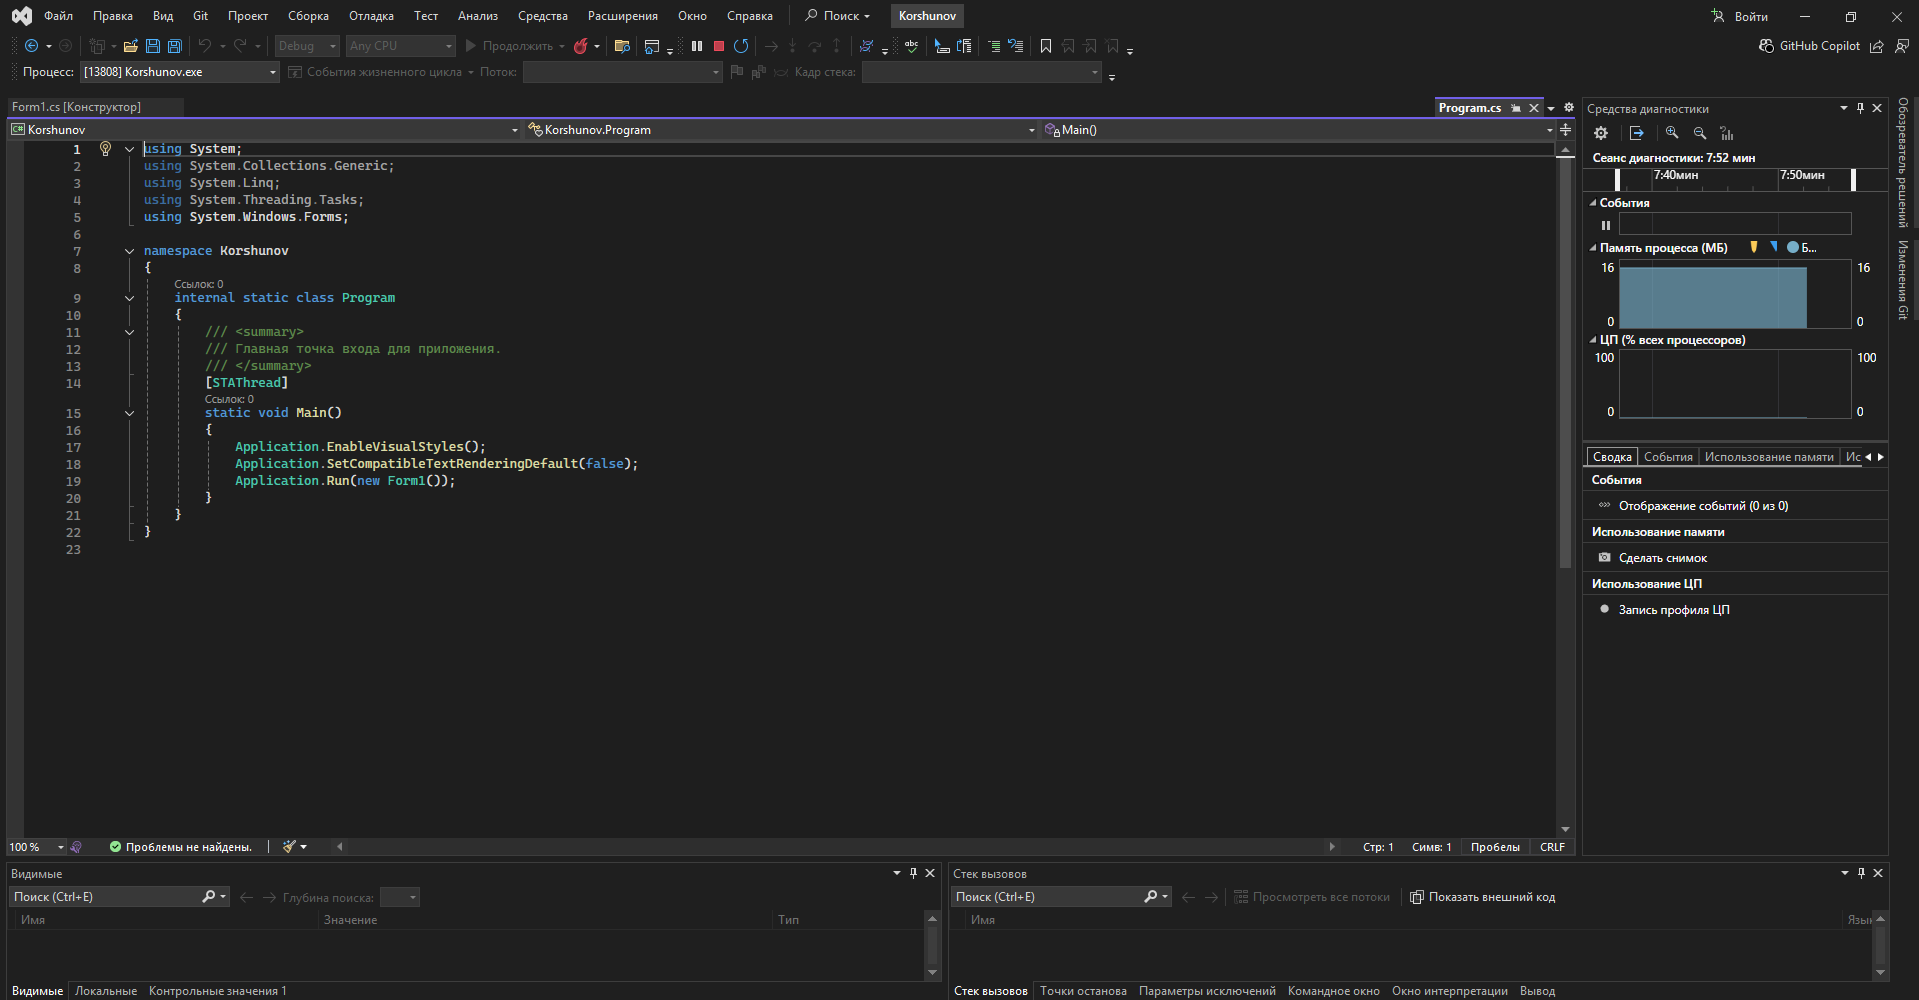 Файл Правка Вид Git Проект Сборка Отладка Тест Анализ Средства Расширения Окно Справка Поиск Korshunov Войти
Debug Any CPU Продолжить GitHub Copilot
Процесс: [13808] Korshunov.exe События жизненного цикла Поток: Кадр стека:
Form1.cs [Конструктор] Program.cs
Korshunov Korshunov.Program Main()
1 using System;
2 using System.Collections.Generic;
3 using System.Linq;
4 using System.Threading.Tasks;
5 using System.Windows.Forms;
6
7 namespace Korshunov
8 {
Ссылок: 0
9 internal static class Program
10 {
11 /// <summary>
12 /// Главная точка входа для приложения.
13 /// </summary>
14 [STAThread]
Ссылок: 0
15 static void Main()
16 {
17 Application.EnableVisualStyles();
18 Application.SetCompatibleTextRenderingDefault(false);
19 Application.Run(new Form1());
20 }
21 }
22 }
23
100 % Проблемы не найдены. Стр: 1 Симв: 1 Пробелы CRLF
Средства диагностики
Сеанс диагностики: 7:52 мин
7:40мин 7:50мин
События
Память процесса (МБ) Б...
16 16
0 0
ЦП (% всех процессоров)
100 100
0 0
Сводка События Использование памяти Ис
События
Отображение событий (0 из 0)
Использование памяти
Сделать снимок
Использование ЦП
Запись профиля ЦП
Обозреватель решений
Изменения Git
Видимые
Поиск (Ctrl+E) Глубина поиска:
Имя Значение Тип
Видимые Локальные Контрольные значения 1
Стек вызовов
Поиск (Ctrl+E) Просмотреть все потоки Показать внешний код
Имя Язык
Стек вызовов Точки останова Параметры исключений Командное окно Окно интерпретации Вывод